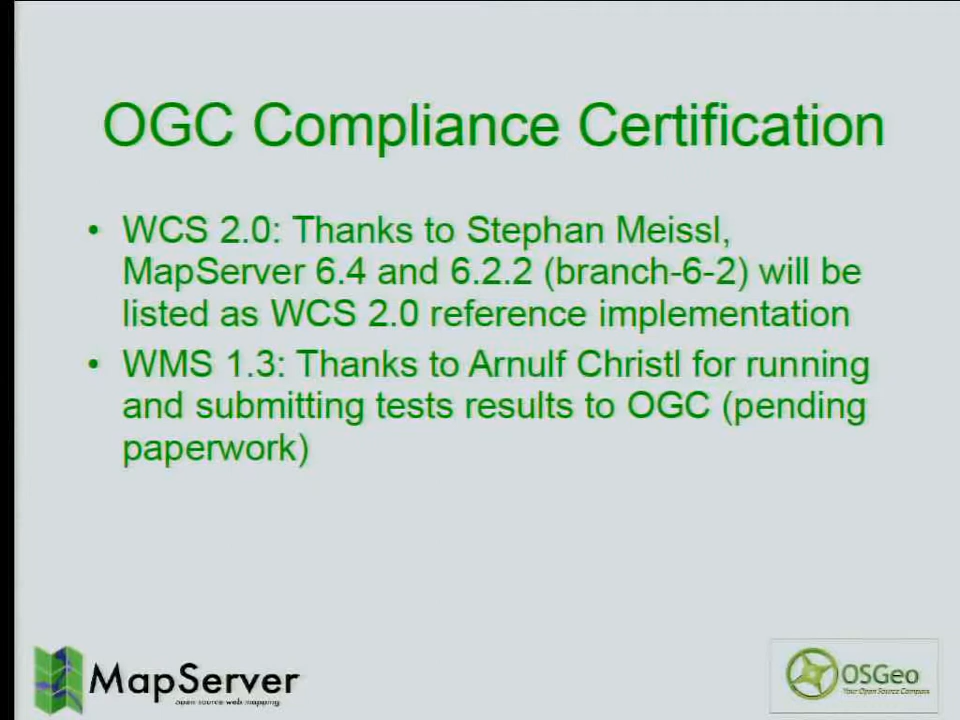 OGC Compliance Certification
• WCS 2.0: Thanks to Stephan Meissl,
MapServer 6.4 and 6.2.2 (branch-6-2) will be
listed as WCS 2.0 reference implementation
• WMS 1.3: Thanks to Arnulf Christl for running
and submitting tests results to OGC (pending
paperwork)
MapServer
open source web mapping
OSGeo
Your Open Source Compass